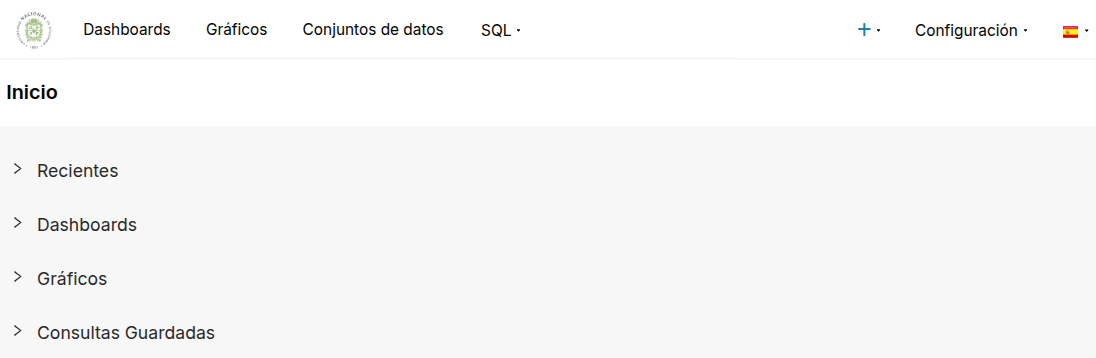 Dashboards Gráficos Conjuntos de datos SQL Configuración
Inicio
Recientes
Dashboards
Gráficos
Consultas Guardadas